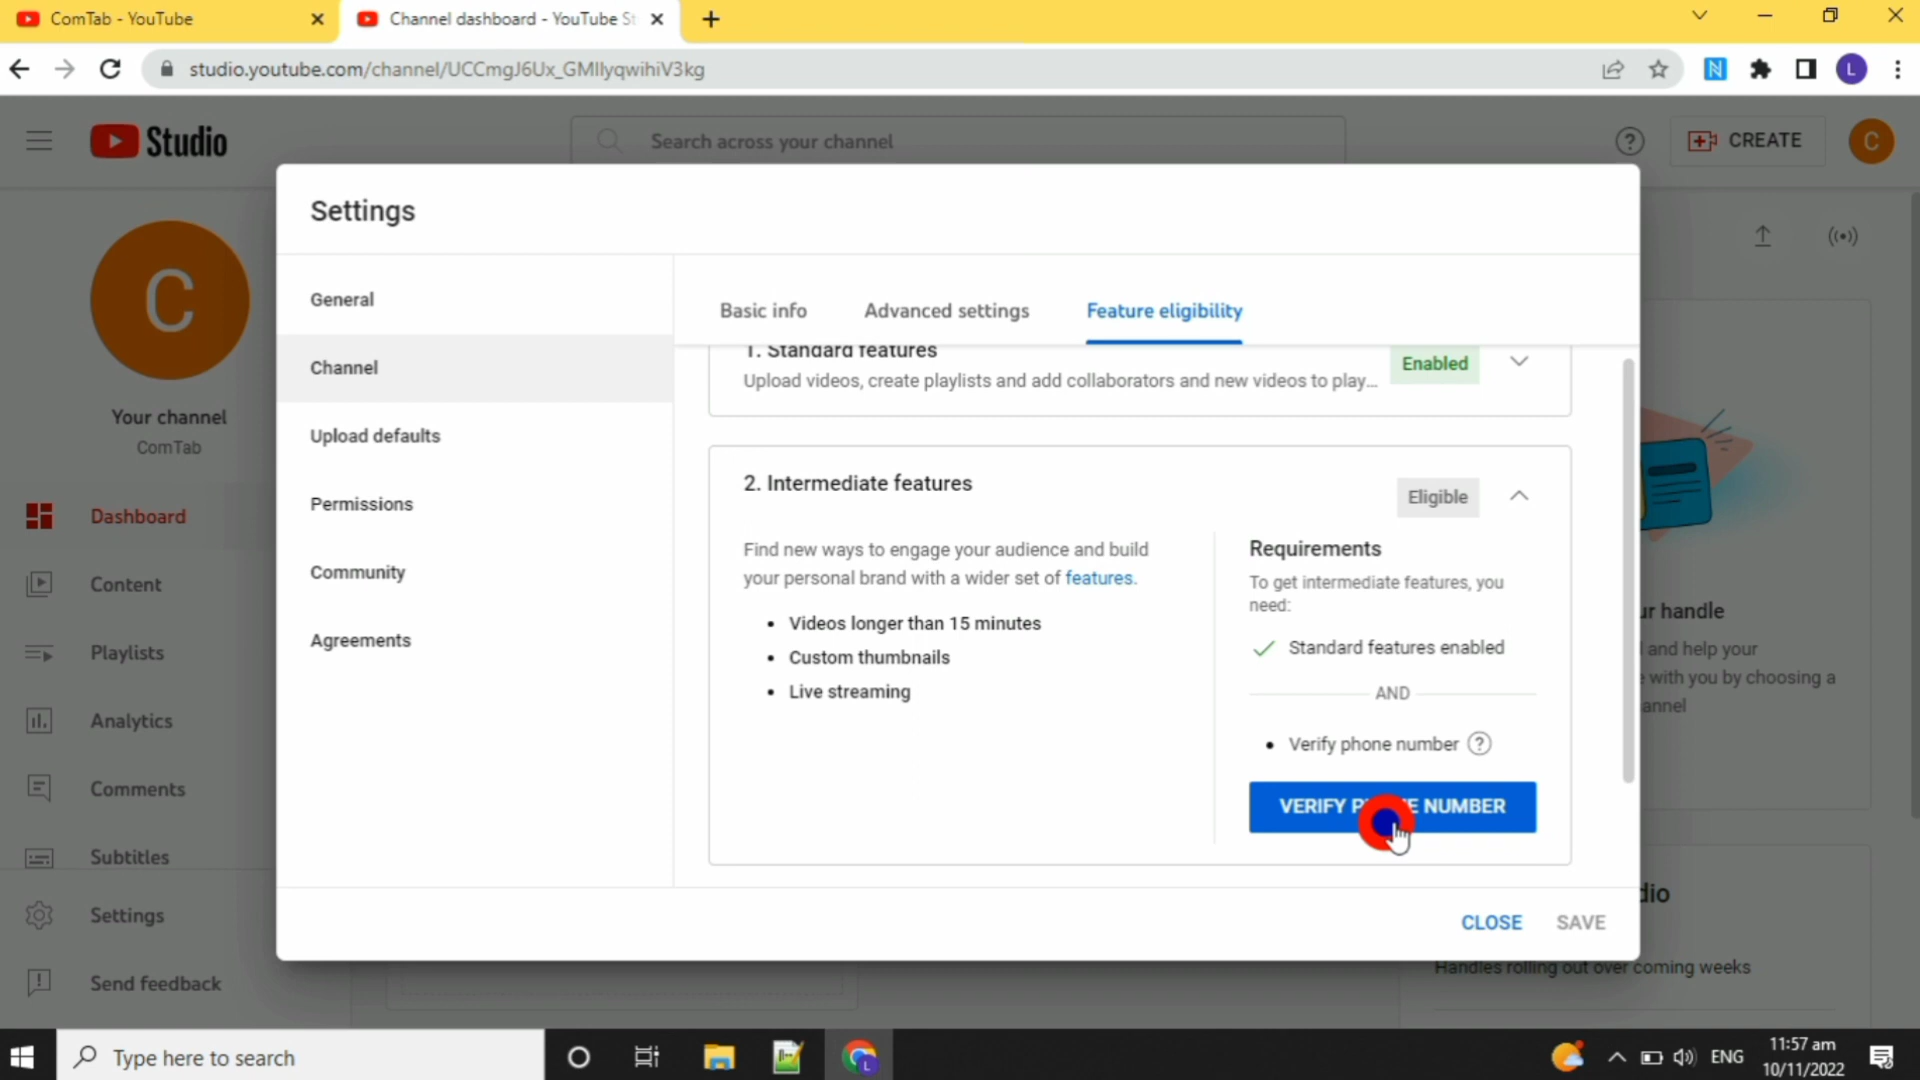 ComTab - YouTube
Channel dashboard - YouTube St
studio.youtube.com/channel/UCCmgJ6Ux_GMIlyqwihiV3kg
N
L
Studio
Search across your channel
CREATE
C
C
Your channel
ComTab
Dashboard
Content
Playlists
Analytics
Comments
Subtitles
Settings
Send feedback
Settings
General
Channel
Upload defaults
Permissions
Community
Agreements
Basic info
Advanced settings
Feature eligibility
1. Standard features
Upload videos, create playlists and add collaborators and new videos to play...
Enabled
2. Intermediate features
Eligible
Find new ways to engage your audience and build
your personal brand with a wider set of features.
• Videos longer than 15 minutes
• Custom thumbnails
• Live streaming
Requirements
To get intermediate features, you
need:
Standard features enabled
AND
• Verify phone number
VERIFY P E NUMBER
CLOSE
SAVE
ur handle
and help your
with you by choosing a
annel
dio
Handles rolling out over coming weeks
Type here to search
L
ENG
11:57 am
10/11/2022